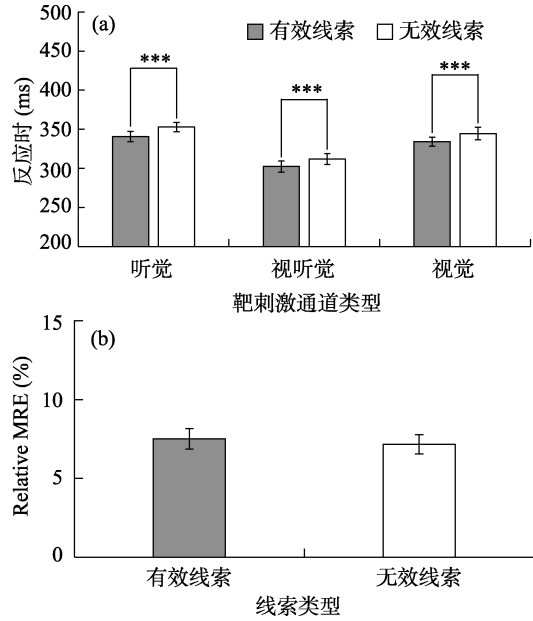 (a)
有效线索 无效线索
500
450
400
350
300
250
200
反应时 (ms)
*** *** ***
听觉 视听觉 视觉
靶刺激通道类型
(b)
15
10
5
0
Relative MRE (%)
有效线索 无效线索
线索类型